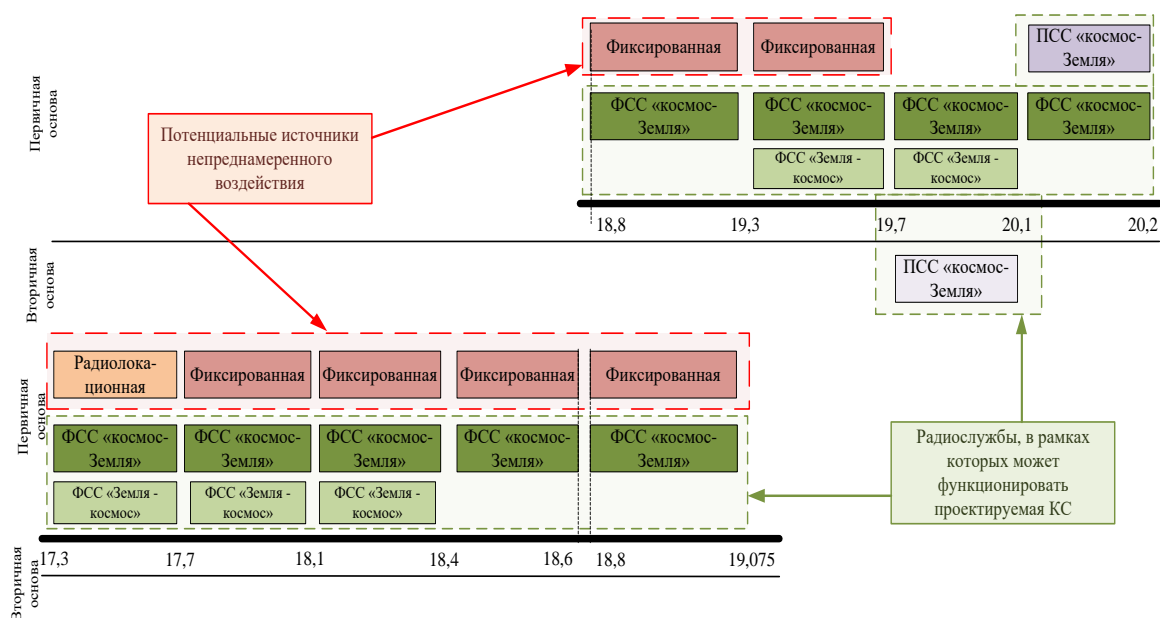 Первичная
основа
Фиксированная
Фиксированная
ПСС «космос-
Земля»
ФСС «космос-
Земля»
ФСС «космос-
Земля»
ФСС «космос-
Земля»
ФСС «космос-
Земля»
ФСС «Земля -
космос»
ФСС «Земля -
космос»
18,8
19,3
19,7
20,1
20,2
Потенциальные источники
непреднамеренного
воздействия
Вторичная
основа
ПСС «космос-
Земля»
Первичная
основа
Радиолока-
ционная
Фиксированная
Фиксированная
Фиксированная
Фиксированная
ФСС «космос-
Земля»
ФСС «космос-
Земля»
ФСС «космос-
Земля»
ФСС «космос-
Земля»
ФСС «космос-
Земля»
ФСС «Земля -
космос»
ФСС «Земля -
космос»
ФСС «Земля -
космос»
Радиослужбы, в рамках
которых может
функционировать
проектируемая КС
17,3
17,7
18,1
18,4
18,6
18,8
19,075
Вторичная
основа